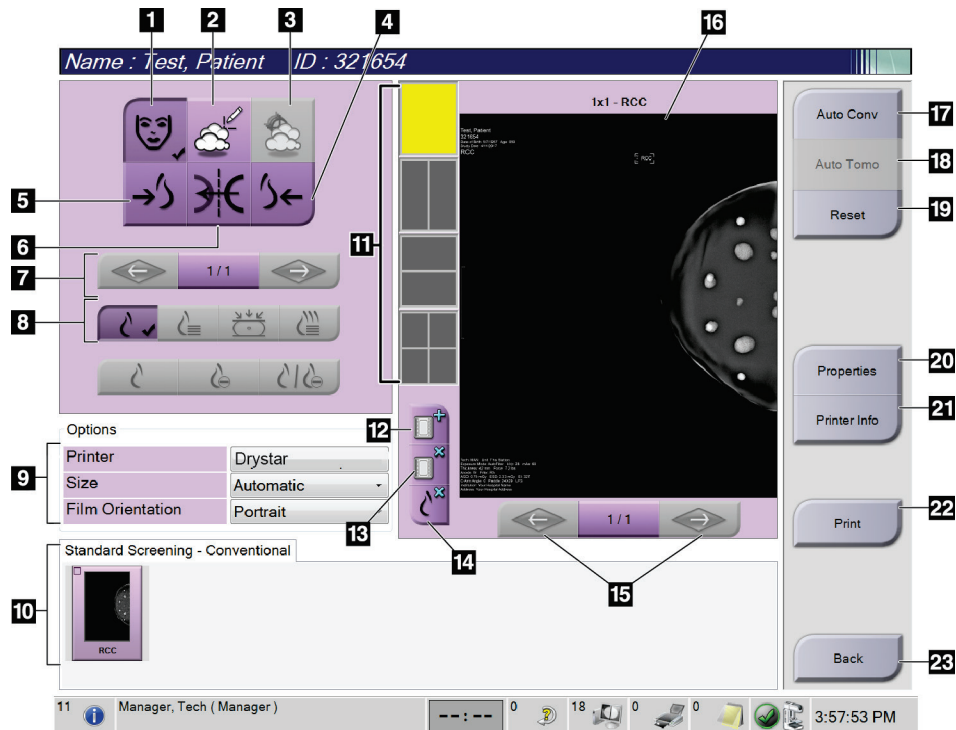 1
2
3
4
16
Name : Test, Patient ID : 321654
1x1 - RCC
Test, Patient
321654
RCC
RCC
Auto Conv
17
Auto Tomo
18
Reset
19
5
6
11
7
1 / 1
8
Properties
20
Printer Info
21
12
Options
9
Printer
Drystar
Size
Automatic
Film Orientation
Portrait
13
14
1 / 1
15
Print
22
Standard Screening - Conventional
10
RCC
Back
23
11
Manager, Tech ( Manager )
--:--
0
18
0
0
3:57:53 PM